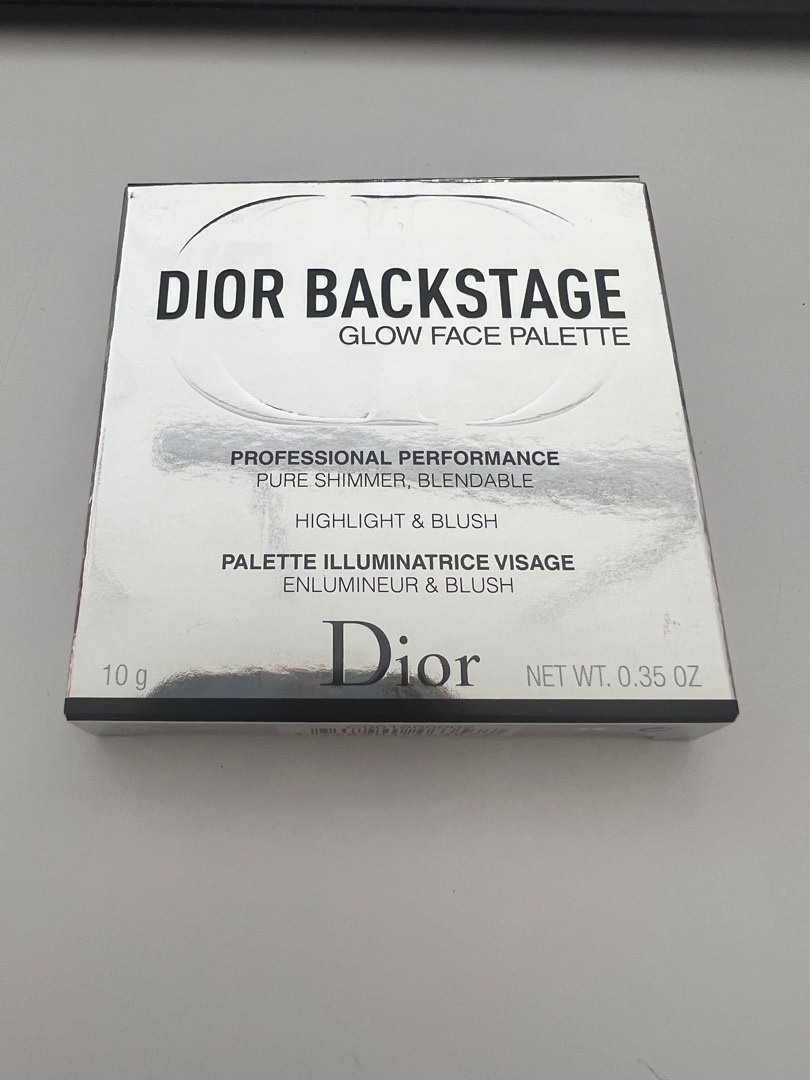 DIOR BACKSTAGE
GLOW FACE PALETTE
PROFESSIONAL PERFORMANCE
PURE SHIMMER, BLENDABLE
HIGHLIGHT & BLUSH
PALETTE ILLUMINATRICE VISAGE
ENLUMINEUR & BLUSH
10 g
Dior
NET WT. 0.35 OZ